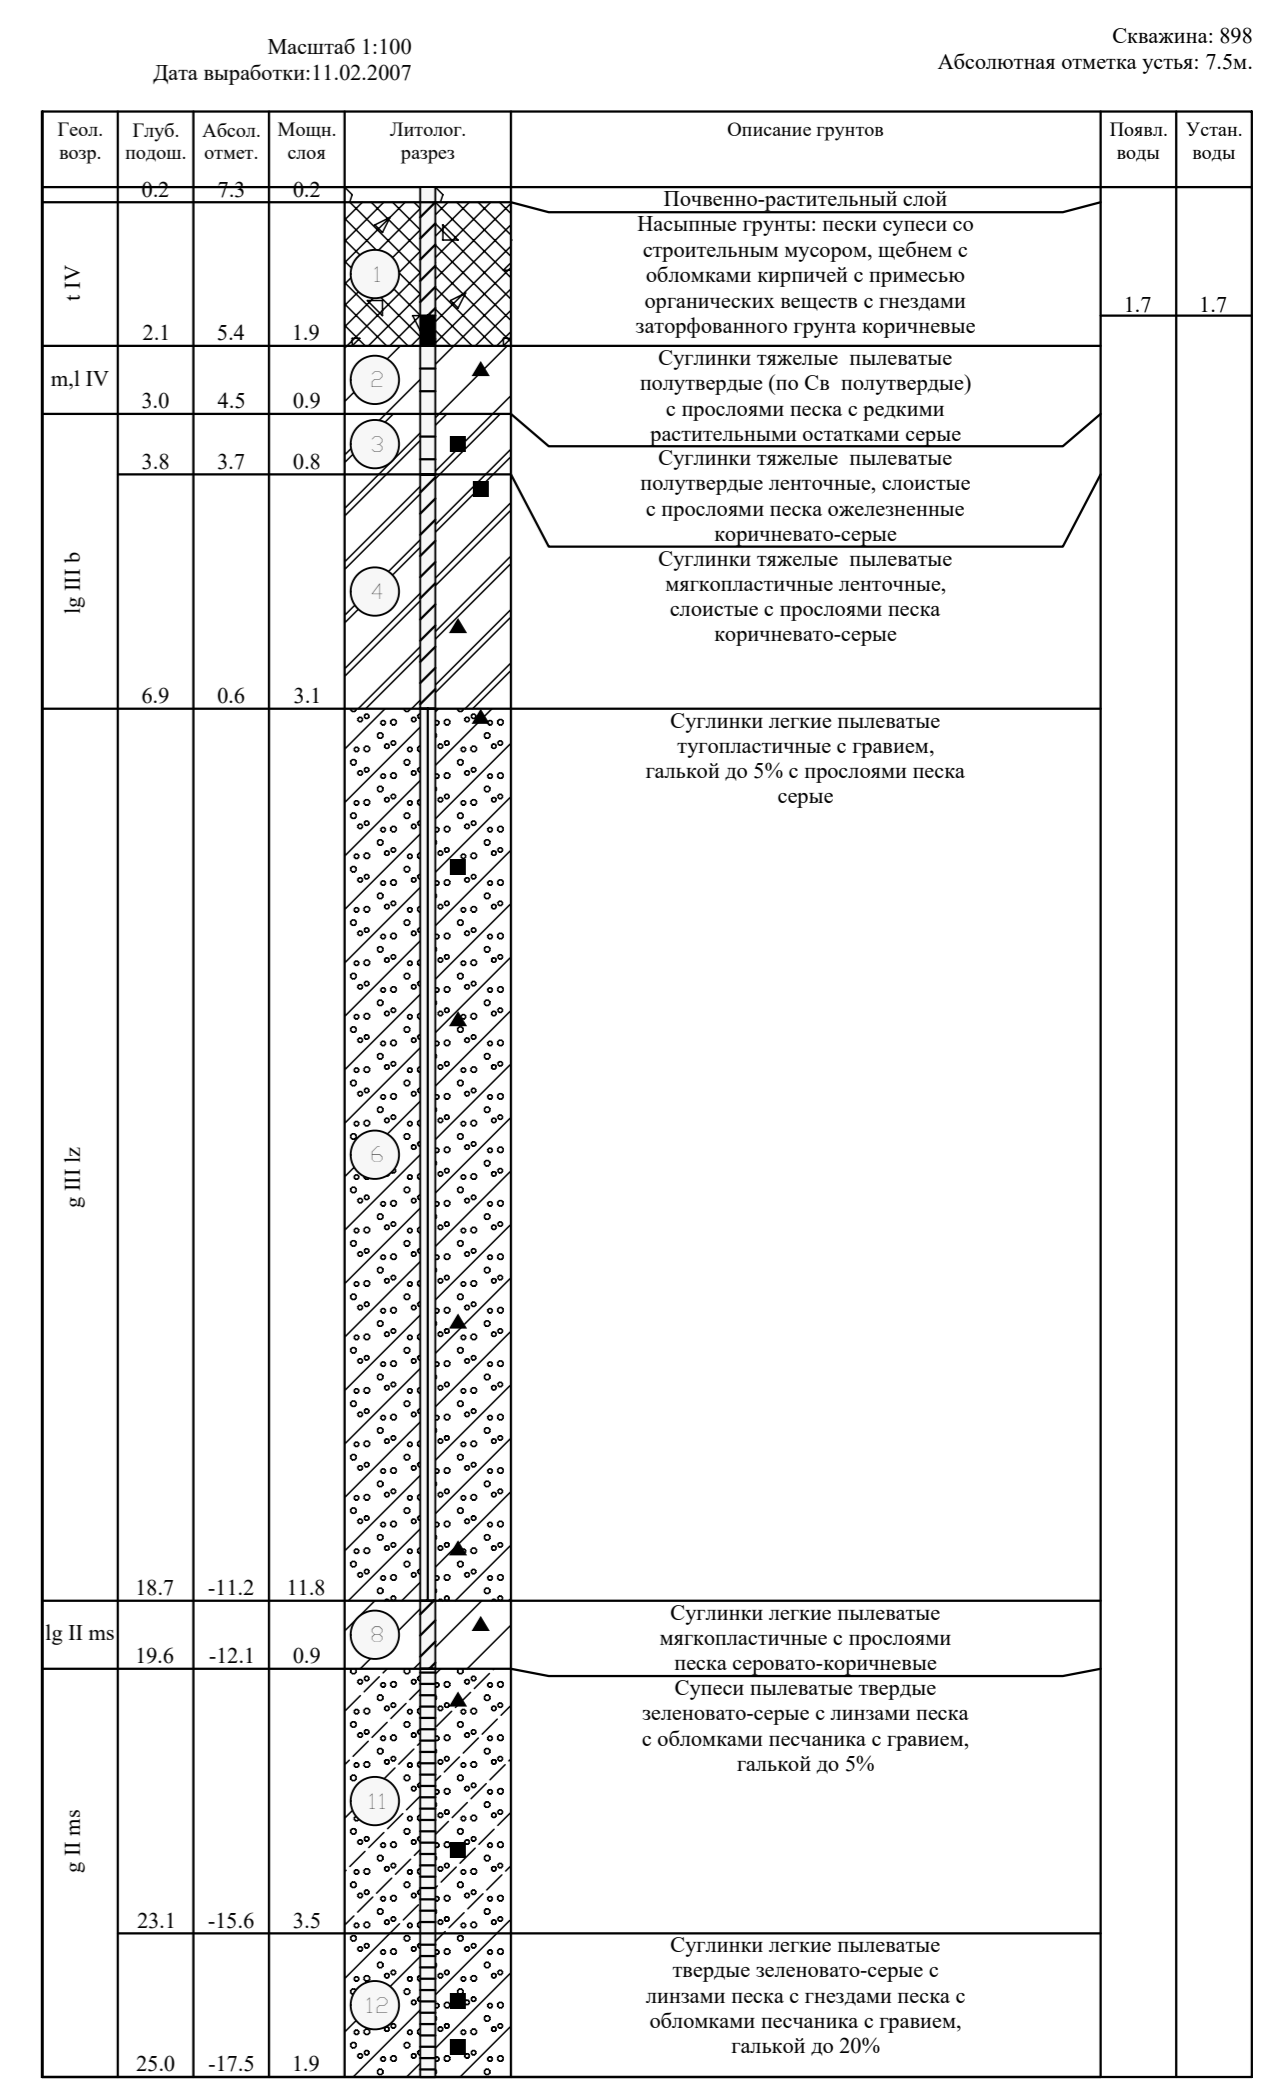 Масштаб 1:100
Дата выработки:11.02.2007
Скважина: 898
Абсолютная отметка устья: 7.5м.
Геол. возр.
Глуб. подош.
Абсол. отмет.
Мощн. слоя
Литолог. разрез
Описание грунтов
Появл. воды
Устан. воды
0.2 7.3 0.2
Почвенно-растительный слой
t IV
1
Насыпные грунты: пески супеси со
строительным мусором, щебнем с
обломками кирпичей с примесью
органических веществ с гнездами
заторфованного грунта коричневые
1.7 1.7
2.1 5.4 1.9
m,l IV
2
Суглинки тяжелые пылеватые
полутвердые (по Св полутвердые)
с прослоями песка с редкими
растительными остатками серые
3.0 4.5 0.9
lg III b
3
Суглинки тяжелые пылеватые
полутвердые ленточные, слоистые
с прослоями песка ожелезненные
коричневато-серые
3.8 3.7 0.8
4
Суглинки тяжелые пылеватые
мягкопластичные ленточные,
слоистые с прослоями песка
коричневато-серые
6.9 0.6 3.1
g III lz
6
Суглинки легкие пылеватые
тугопластичные с гравием,
галькой до 5% с прослоями песка
серые
18.7 -11.2 11.8
lg II ms
8
Суглинки легкие пылеватые
мягкопластичные с прослоями
песка серовато-коричневые
19.6 -12.1 0.9
g II ms
11
Супеси пылеватые твердые
зеленовато-серые с линзами песка
с обломками песчаника с гравием,
галькой до 5%
23.1 -15.6 3.5
12
Суглинки легкие пылеватые
твердые зеленовато-серые с
линзами песка с гнездами песка с
обломками песчаника с гравием,
галькой до 20%
25.0 -17.5 1.9